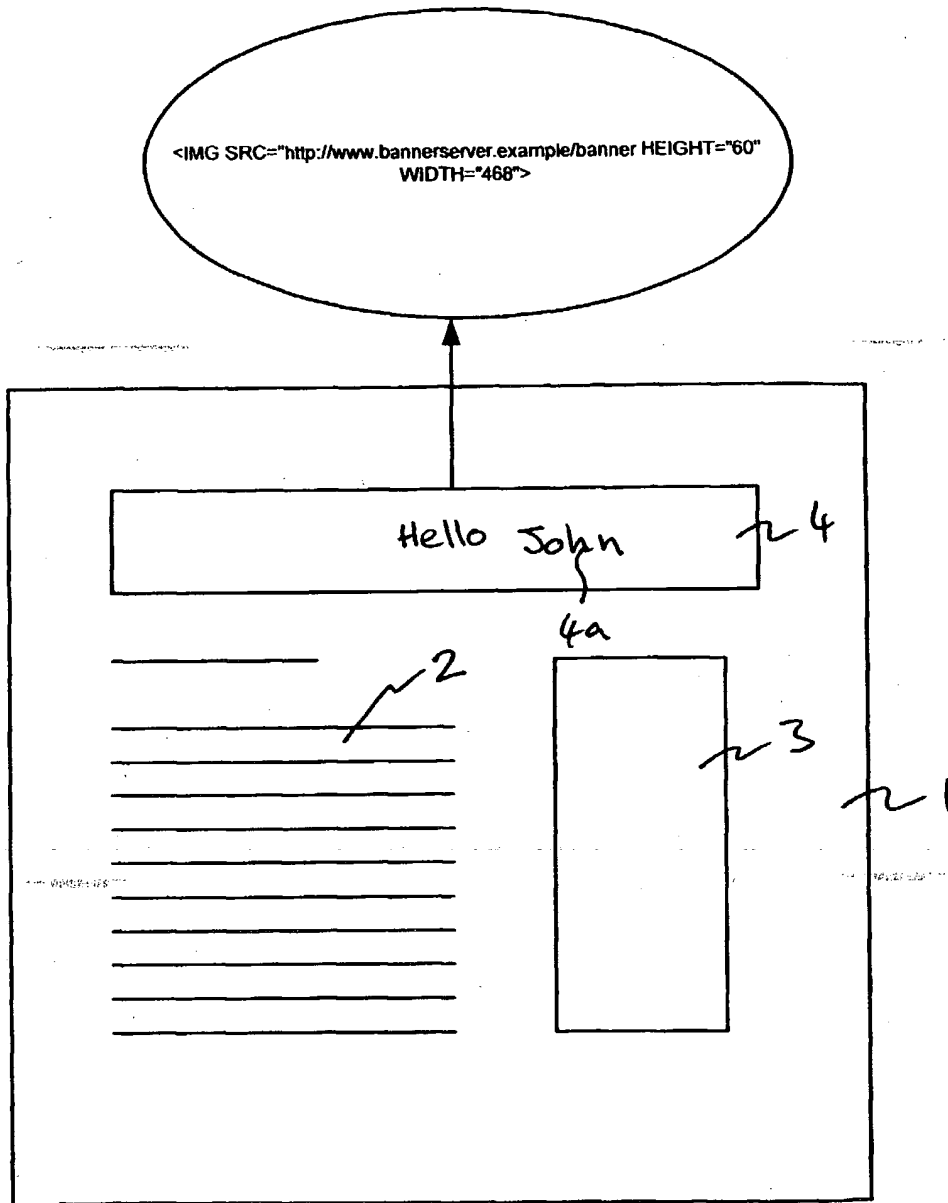 <IMG SRC="http://www.bannerserver.example/banner HEIGHT="60"
WIDTH="468">
Hello John
4
4a
2
3
1